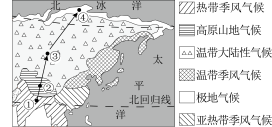 北 冰 洋
④
③
②
①
太
平
北回归线
洋
热带季风气候
高原山地气候
温带大陆性气候
温带季风气候
极地气候
亚热带季风气候